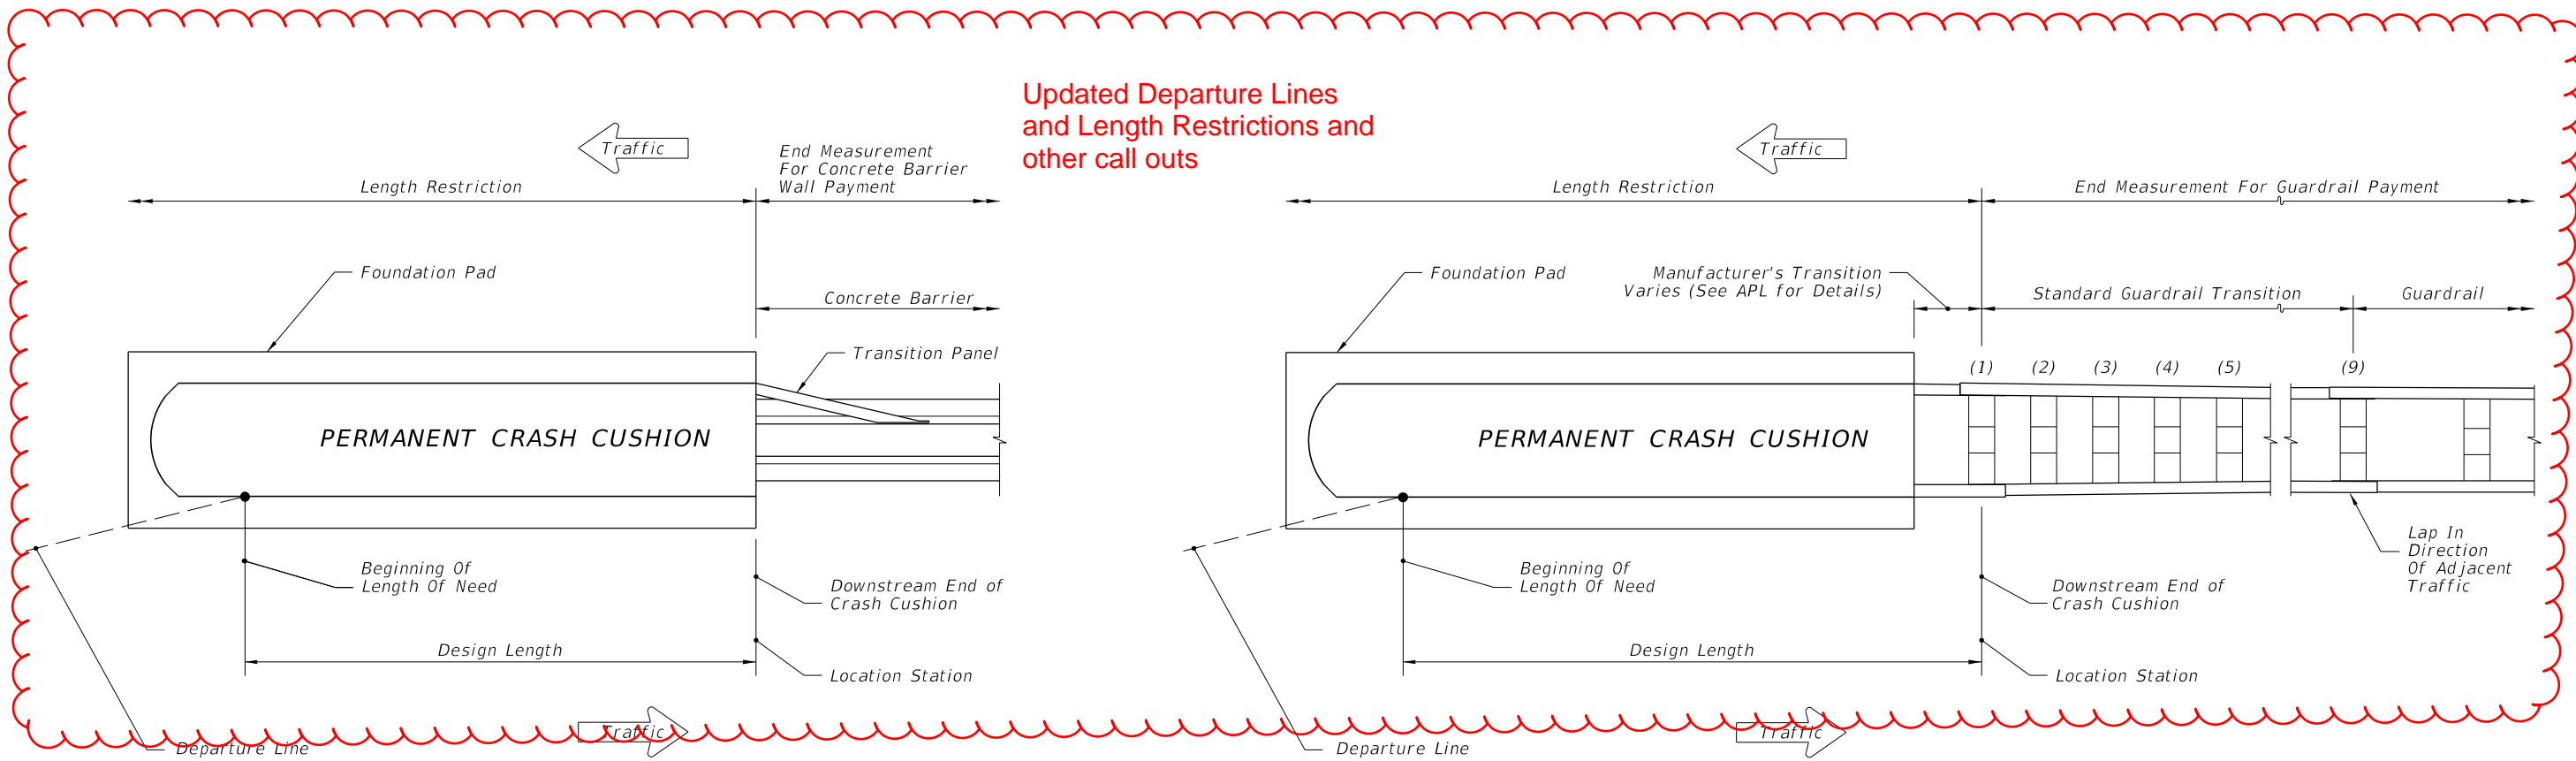 Updated Departure Lines
and Length Restrictions and
other call outs
Traffic
End Measurement
For Concrete Barrier
Wall Payment
Length Restriction
Foundation Pad
Concrete Barrier
Transition Panel
PERMANENT CRASH CUSHION
Beginning Of
Length Of Need
Downstream End of
Crash Cushion
Design Length
Location Station
Traffic
Departure Line
Traffic
Length Restriction
End Measurement For Guardrail Payment
Foundation Pad
Manufacturer's Transition
Varies (See APL for Details)
Standard Guardrail Transition
Guardrail
(1)
(2)
(3)
(4)
(5)
(9)
PERMANENT CRASH CUSHION
Lap In
Direction
Of Adjacent
Traffic
Beginning Of
Length Of Need
Downstream End of
Crash Cushion
Design Length
Location Station
Traffic
Departure Line